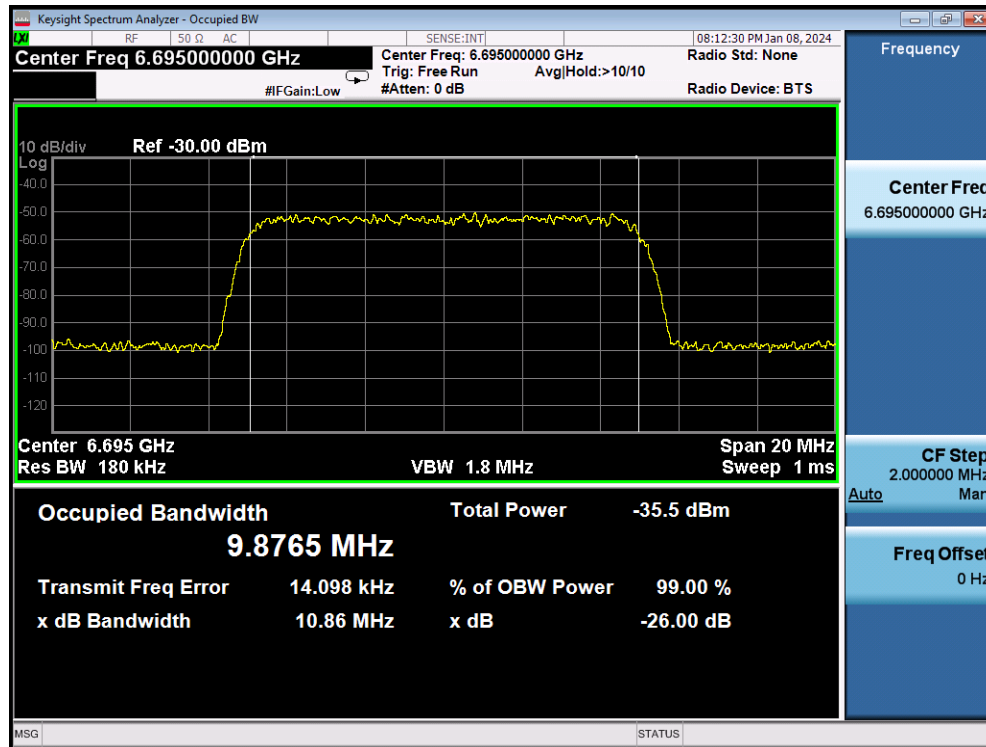 Keysight Spectrum Analyzer - Occupied BW
LXI RF 50 Ω AC SENSE:INT 08:12:30 PM Jan 08, 2024
Center Freq 6.695000000 GHz
Center Freq: 6.695000000 GHz Radio Std: None
Trig: Free Run Avg|Hold:>10/10
#IFGain:Low #Atten: 0 dB Radio Device: BTS
10 dB/div Ref -30.00 dBm
Log
-40.0
-50.0
-60.0
-70.0
-80.0
-90.0
-100
-110
-120
Center 6.695 GHz Span 20 MHz
Res BW 180 kHz VBW 1.8 MHz Sweep 1 ms
Occupied Bandwidth Total Power -35.5 dBm
9.8765 MHz
Transmit Freq Error 14.098 kHz % of OBW Power 99.00 %
x dB Bandwidth 10.86 MHz x dB -26.00 dB
Frequency
Center Freq
6.695000000 GHz
CF Step
2.000000 MHz
Auto Man
Freq Offset
0 Hz
MSG STATUS